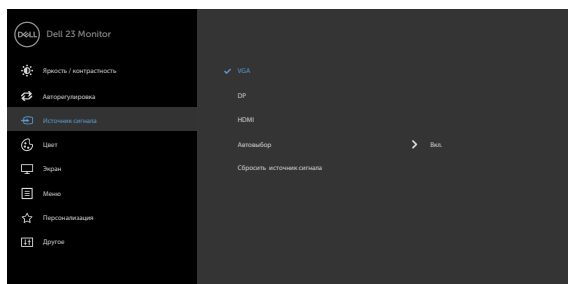 DELL Dell 23 Monitor
Яркость / контрастность
VGA
Авторегулировка
DP
Источник сигнала
HDMI
Цвет
Автовыбор
Вкл.
Экран
Сбросить источник сигнала
Меню
Персонализация
Другое